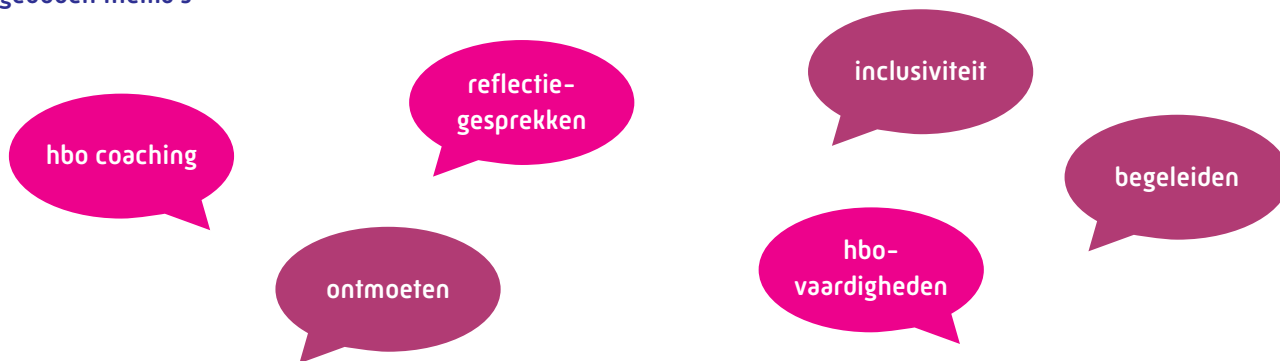 hbo coaching
reflectie-
gesprekken
ontmoeten
inclusiviteit
hbo-
vaardigheden
begeleiden